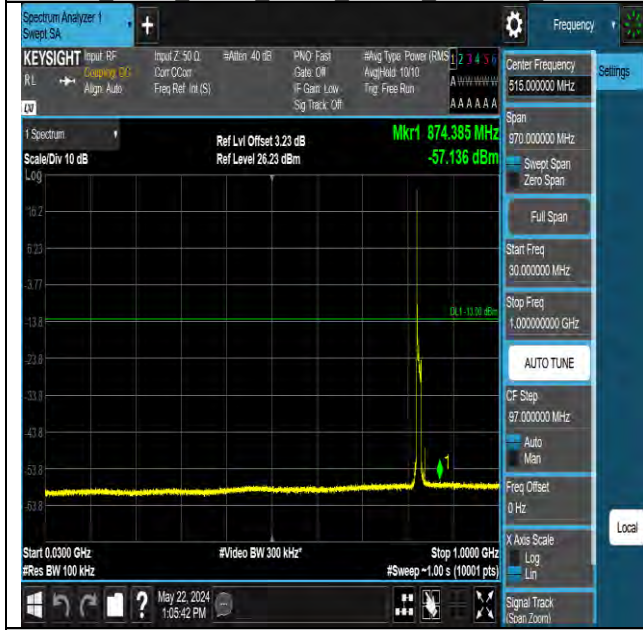 Spectrum Analyzer 1
Swept SA
Frequency
KEYSIGHT
Input: RF
Coupling: DC
Align: Auto
RL
Input Z: 50 Ω
Corr CCorr
Freq Ref: Int (S)
#Atten: 40 dB
PNO: Fast
Gate: Off
IF Gain: Low
Sig Track: Off
#Avg Type: Power (RMS
Avg|Hold: 10/10
Trig: Free Run
1 2 3 4 5 6
A W W W W W
A A A A A A
1 Spectrum
Scale/Div 10 dB
Log
Ref Lvl Offset 3.23 dB
Ref Level 26.23 dBm
Mkr1 874.385 MHz
-57.136 dBm
16.2
6.23
-3.77
-13.8
-23.8
-33.8
-43.8
-53.8
-63.8
DL1 -13.00 dBm
1
Start 0.0300 GHz
#Res BW 100 kHz
#Video BW 300 kHz*
Stop 1.0000 GHz
#Sweep ~1.00 s (10001 pts)
May 22, 2024
1:05:42 PM
?
Center Frequency
515.000000 MHz
Settings
Span
970.000000 MHz
Swept Span
Zero Span
Full Span
Start Freq
30.000000 MHz
Stop Freq
1.000000000 GHz
AUTO TUNE
CF Step
97.000000 MHz
Auto
Man
Freq Offset
0 Hz
X Axis Scale
Log
Lin
Local
Signal Track
(Span Zoom)